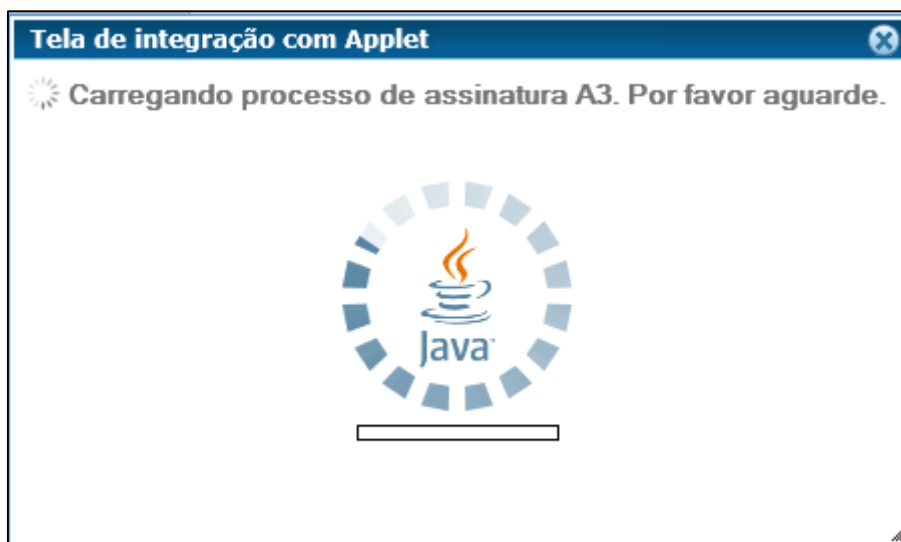 Tela de integração com Applet
Carregando processo de assinatura A3. Por favor aguarde.
Java